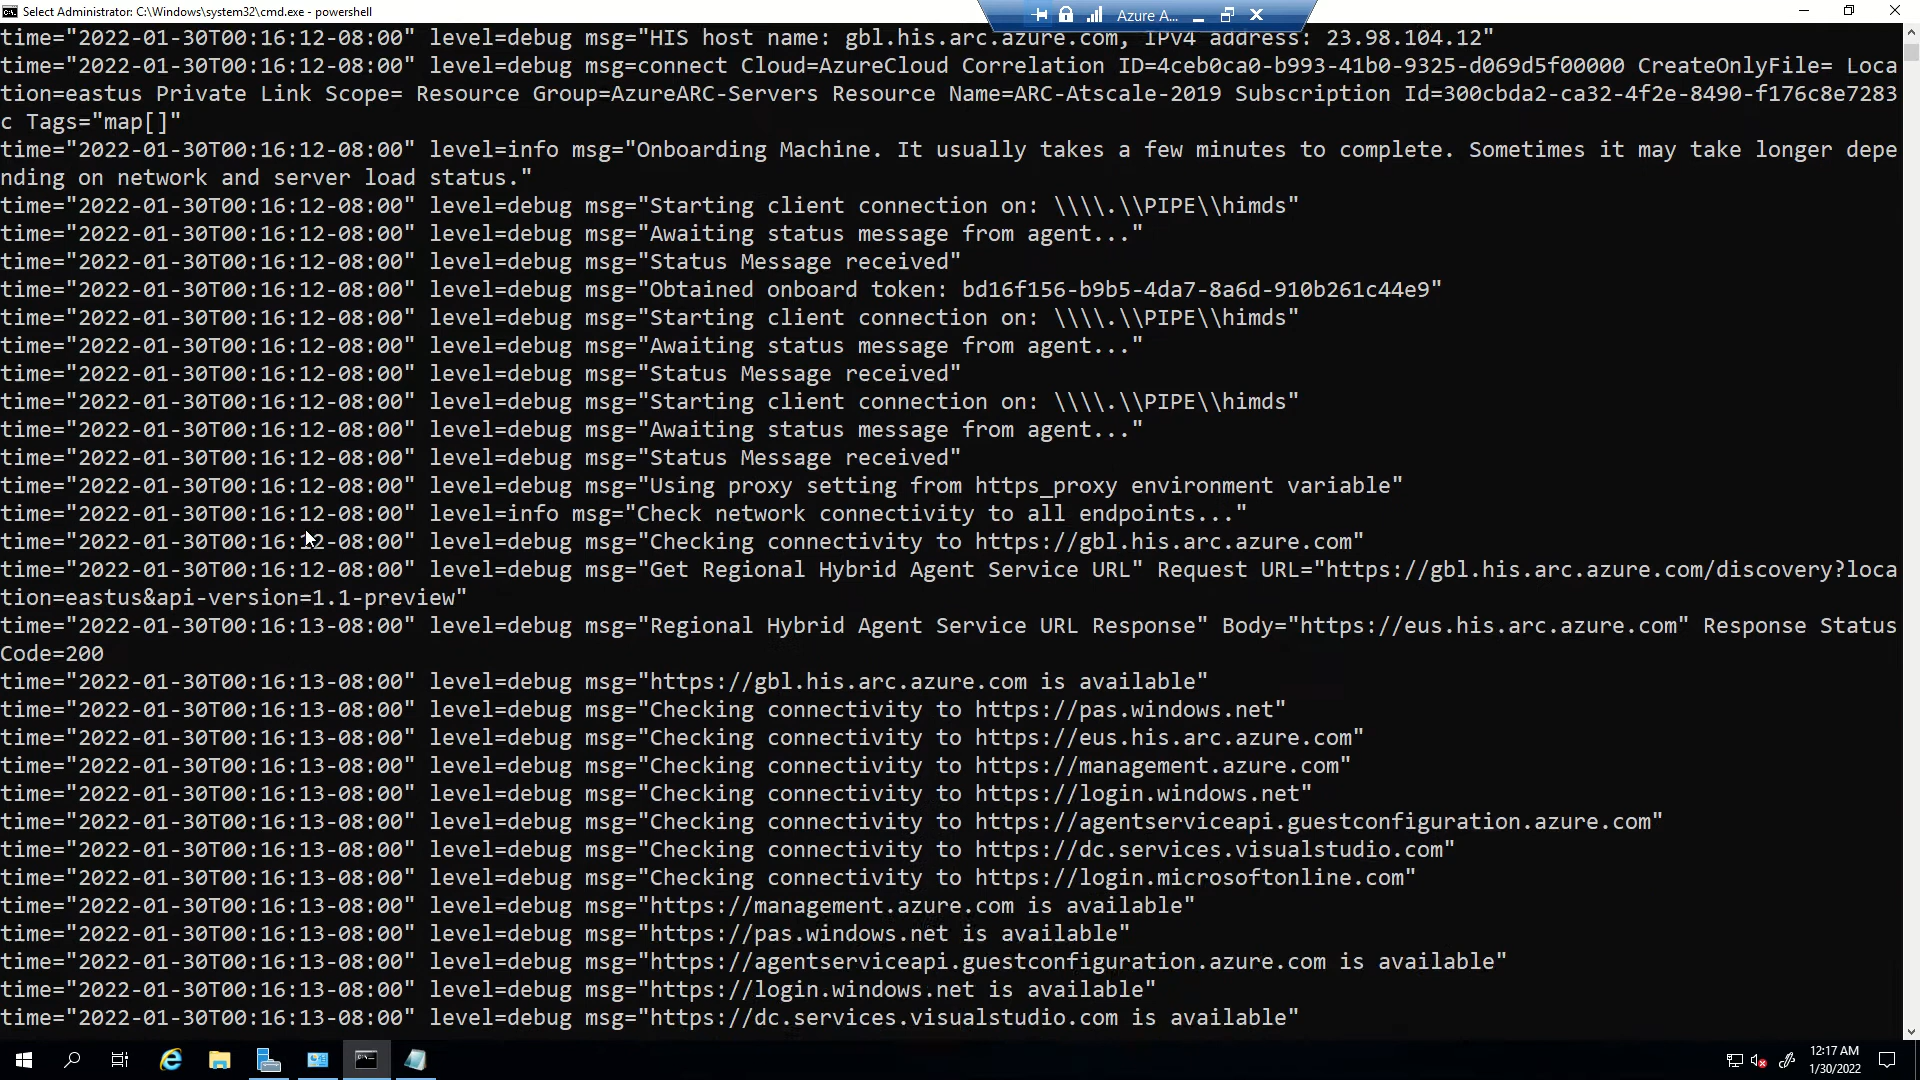 Select Administrator: C:\Windows\system32\cmd.exe - powershell
Azure A...
time="2022-01-30T00:16:12-08:00" level=debug msg="HIS host name: gbl.his.arc.azure.com, IPv4 address: 23.98.104.12"
time="2022-01-30T00:16:12-08:00" level=debug msg=connect Cloud=AzureCloud Correlation ID=4ceb0ca0-b993-41b0-9325-d069d5f00000 CreateOnlyFile= Loca
tion=eastus Private Link Scope= Resource Group=AzureARC-Servers Resource Name=ARC-Atscale-2019 Subscription Id=300cbda2-ca32-4f2e-8490-f176c8e7283
c Tags="map[]"
time="2022-01-30T00:16:12-08:00" level=info msg="Onboarding Machine. It usually takes a few minutes to complete. Sometimes it may take longer depe
nding on network and server load status."
time="2022-01-30T00:16:12-08:00" level=debug msg="Starting client connection on: \\\\.\\PIPE\\himds"
time="2022-01-30T00:16:12-08:00" level=debug msg="Awaiting status message from agent..."
time="2022-01-30T00:16:12-08:00" level=debug msg="Status Message received"
time="2022-01-30T00:16:12-08:00" level=debug msg="Obtained onboard token: bd16f156-b9b5-4da7-8a6d-910b261c44e9"
time="2022-01-30T00:16:12-08:00" level=debug msg="Starting client connection on: \\\\.\\PIPE\\himds"
time="2022-01-30T00:16:12-08:00" level=debug msg="Awaiting status message from agent..."
time="2022-01-30T00:16:12-08:00" level=debug msg="Status Message received"
time="2022-01-30T00:16:12-08:00" level=debug msg="Starting client connection on: \\\\.\\PIPE\\himds"
time="2022-01-30T00:16:12-08:00" level=debug msg="Awaiting status message from agent..."
time="2022-01-30T00:16:12-08:00" level=debug msg="Status Message received"
time="2022-01-30T00:16:12-08:00" level=debug msg="Using proxy setting from https_proxy environment variable"
time="2022-01-30T00:16:12-08:00" level=info msg="Check network connectivity to all endpoints..."
time="2022-01-30T00:16:12-08:00" level=debug msg="Checking connectivity to https://gbl.his.arc.azure.com"
time="2022-01-30T00:16:12-08:00" level=debug msg="Get Regional Hybrid Agent Service URL" Request URL="https://gbl.his.arc.azure.com/discovery?loca
tion=eastus&api-version=1.1-preview"
time="2022-01-30T00:16:13-08:00" level=debug msg="Regional Hybrid Agent Service URL Response" Body="https://eus.his.arc.azure.com" Response Status
Code=200
time="2022-01-30T00:16:13-08:00" level=debug msg="https://gbl.his.arc.azure.com is available"
time="2022-01-30T00:16:13-08:00" level=debug msg="Checking connectivity to https://pas.windows.net"
time="2022-01-30T00:16:13-08:00" level=debug msg="Checking connectivity to https://eus.his.arc.azure.com"
time="2022-01-30T00:16:13-08:00" level=debug msg="Checking connectivity to https://management.azure.com"
time="2022-01-30T00:16:13-08:00" level=debug msg="Checking connectivity to https://login.windows.net"
time="2022-01-30T00:16:13-08:00" level=debug msg="Checking connectivity to https://agentserviceapi.guestconfiguration.azure.com"
time="2022-01-30T00:16:13-08:00" level=debug msg="Checking connectivity to https://dc.services.visualstudio.com"
time="2022-01-30T00:16:13-08:00" level=debug msg="Checking connectivity to https://login.microsoftonline.com"
time="2022-01-30T00:16:13-08:00" level=debug msg="https://management.azure.com is available"
time="2022-01-30T00:16:13-08:00" level=debug msg="https://pas.windows.net is available"
time="2022-01-30T00:16:13-08:00" level=debug msg="https://agentserviceapi.guestconfiguration.azure.com is available"
time="2022-01-30T00:16:13-08:00" level=debug msg="https://login.windows.net is available"
time="2022-01-30T00:16:13-08:00" level=debug msg="https://dc.services.visualstudio.com is available"
12:17 AM
1/30/2022